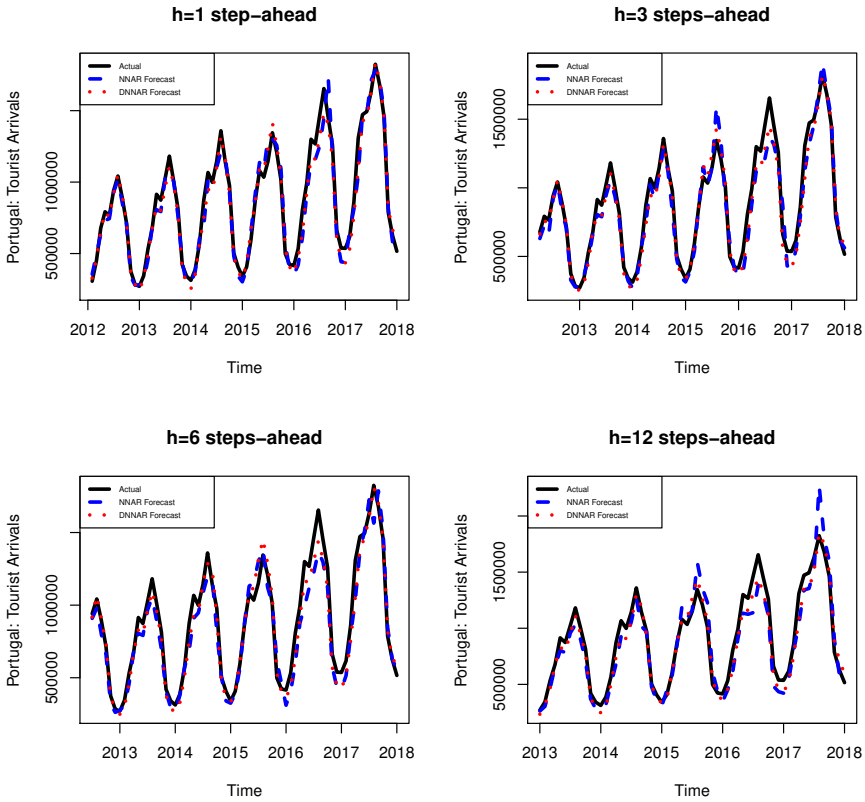 h=1 step−ahead
Portugal: Tourist Arrivals
500000 1000000
Actual
NNAR Forecast
DNNAR Forecast
2012 2013 2014 2015 2016 2017 2018
Time
h=3 steps−ahead
Portugal: Tourist Arrivals
500000 1500000
Actual
NNAR Forecast
DNNAR Forecast
2013 2014 2015 2016 2017 2018
Time
h=6 steps−ahead
Portugal: Tourist Arrivals
500000 1000000
Actual
NNAR Forecast
DNNAR Forecast
2013 2014 2015 2016 2017 2018
Time
h=12 steps−ahead
Portugal: Tourist Arrivals
500000 1500000
Actual
NNAR Forecast
DNNAR Forecast
2013 2014 2015 2016 2017 2018
Time